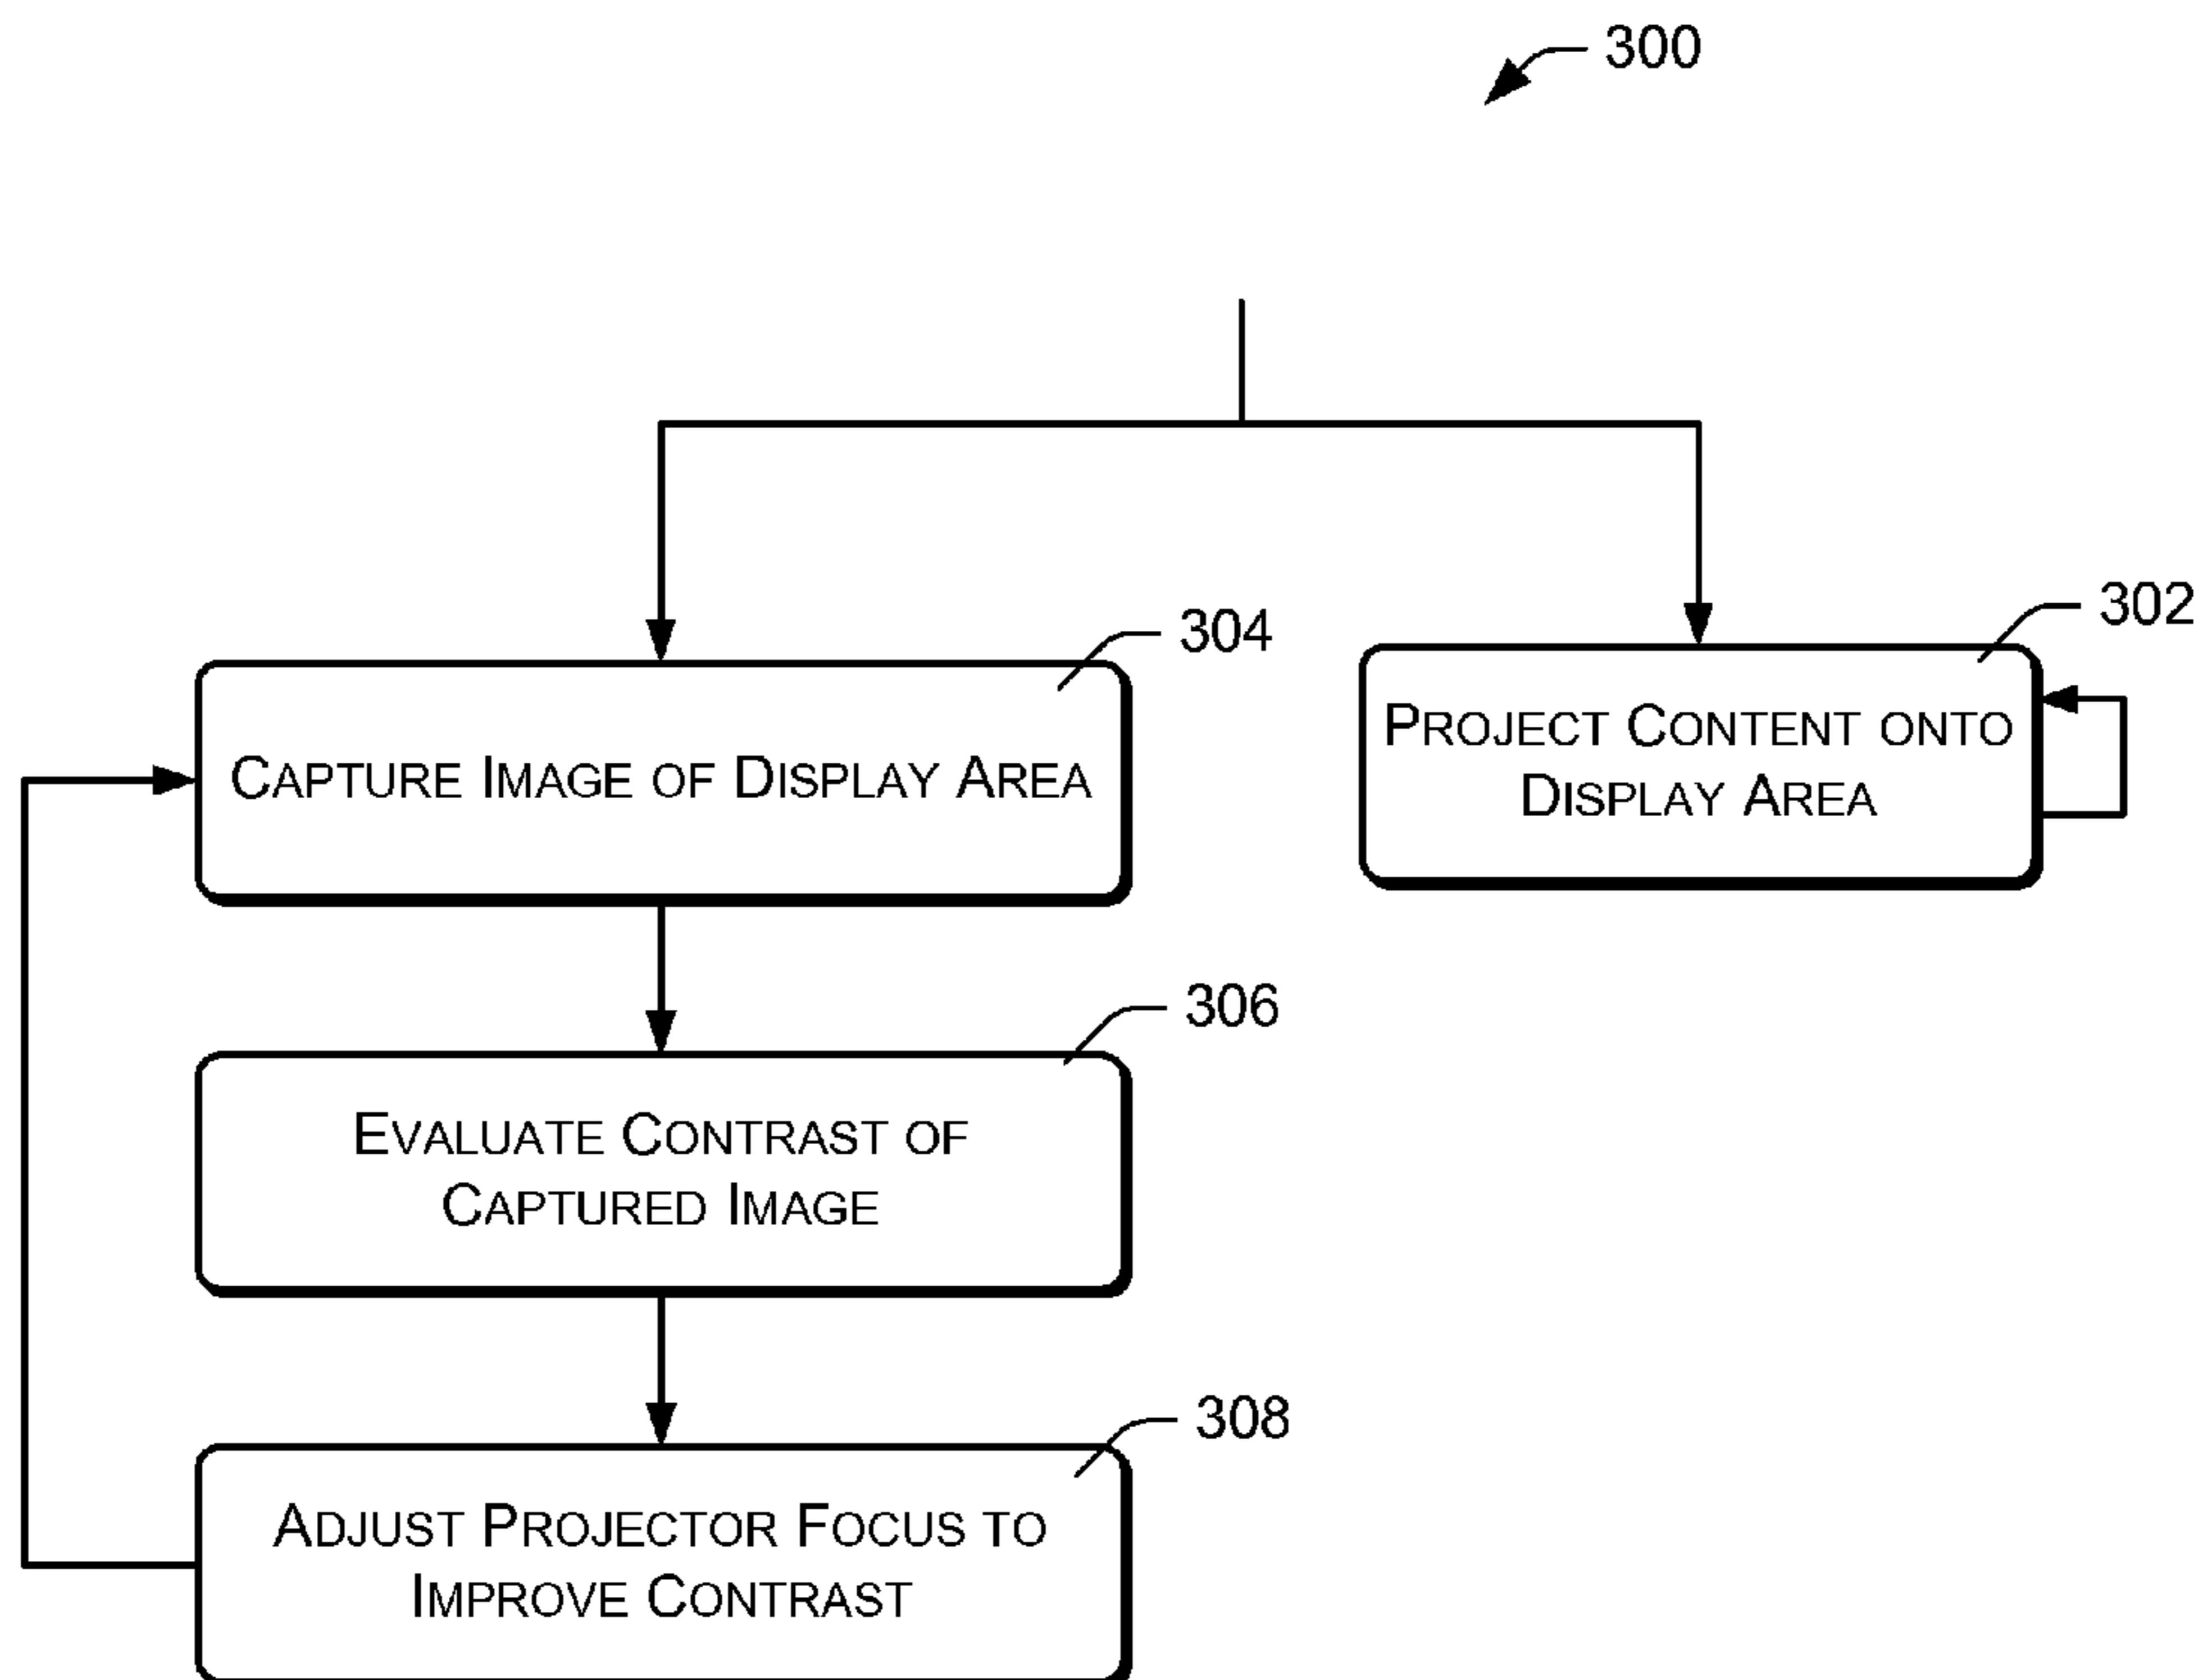 300
302
304
PROJECT CONTENT ONTO
DISPLAY AREA
CAPTURE IMAGE OF DISPLAY AREA
306
EVALUATE CONTRAST OF
CAPTURED IMAGE
308
ADJUST PROJECTOR FOCUS TO
IMPROVE CONTRAST